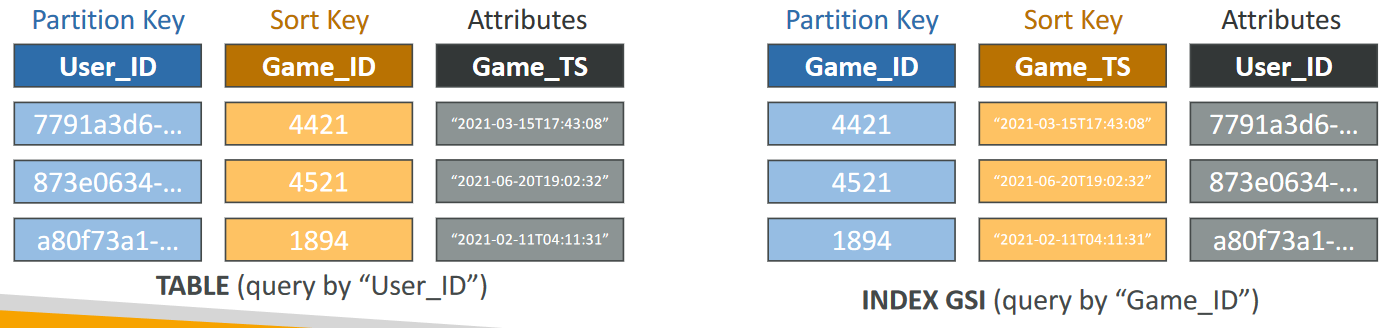 Partition Key Sort Key Attributes
User_ID Game_ID Game_TS
7791a3d6-... 4421 “2021-03-15T17:43:08”
873e0634-... 4521 “2021-06-20T19:02:32”
a80f73a1-... 1894 “2021-02-11T04:11:31”
TABLE (query by “User_ID”)
Partition Key Sort Key Attributes
Game_ID Game_TS User_ID
4421 “2021-03-15T17:43:08” 7791a3d6-...
4521 “2021-06-20T19:02:32” 873e0634-...
1894 “2021-02-11T04:11:31” a80f73a1-...
INDEX GSI (query by “Game_ID”)